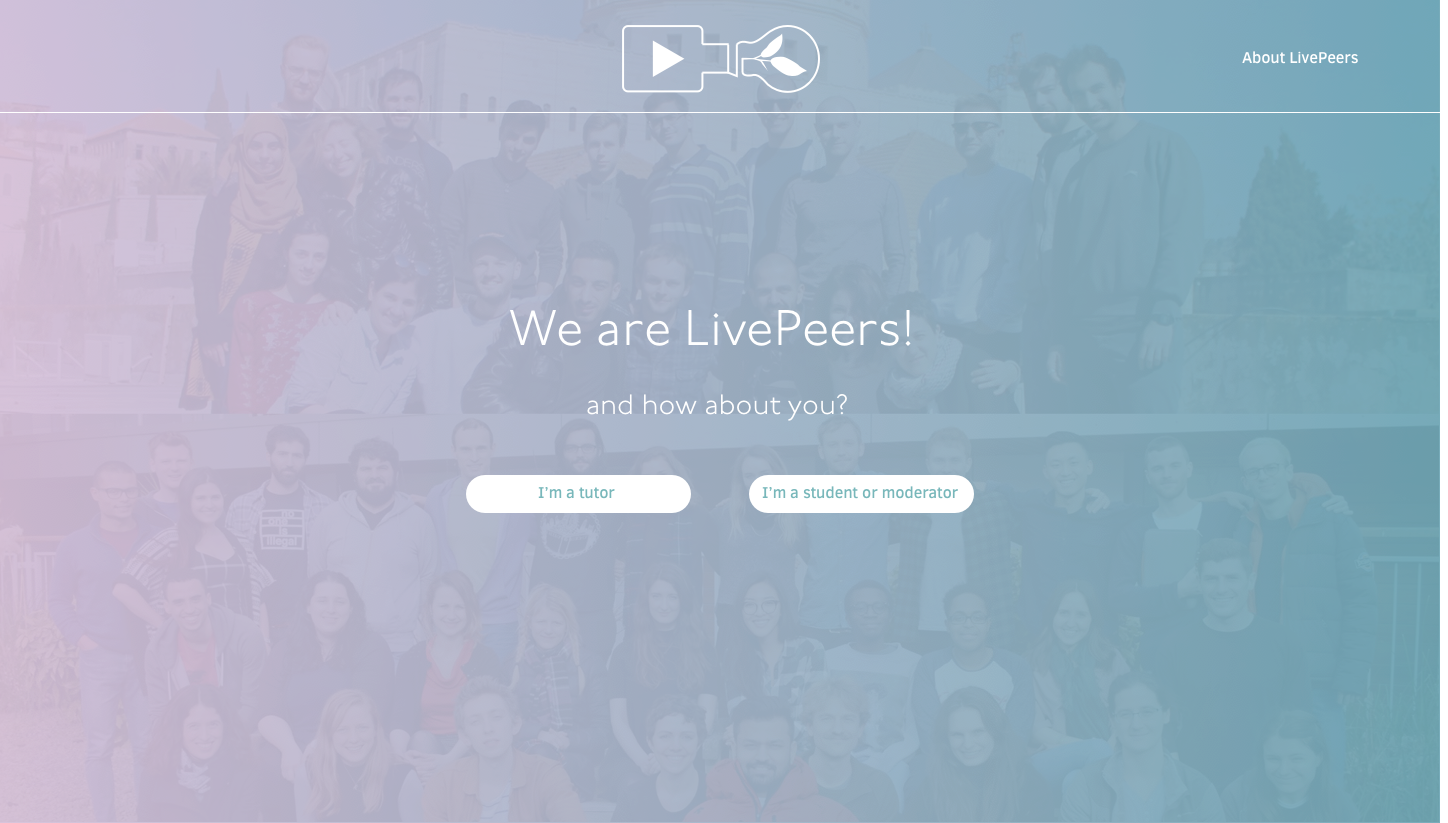 About LivePeers
We are LivePeers!
and how about you?
I'm a tutor
I'm a student or moderator